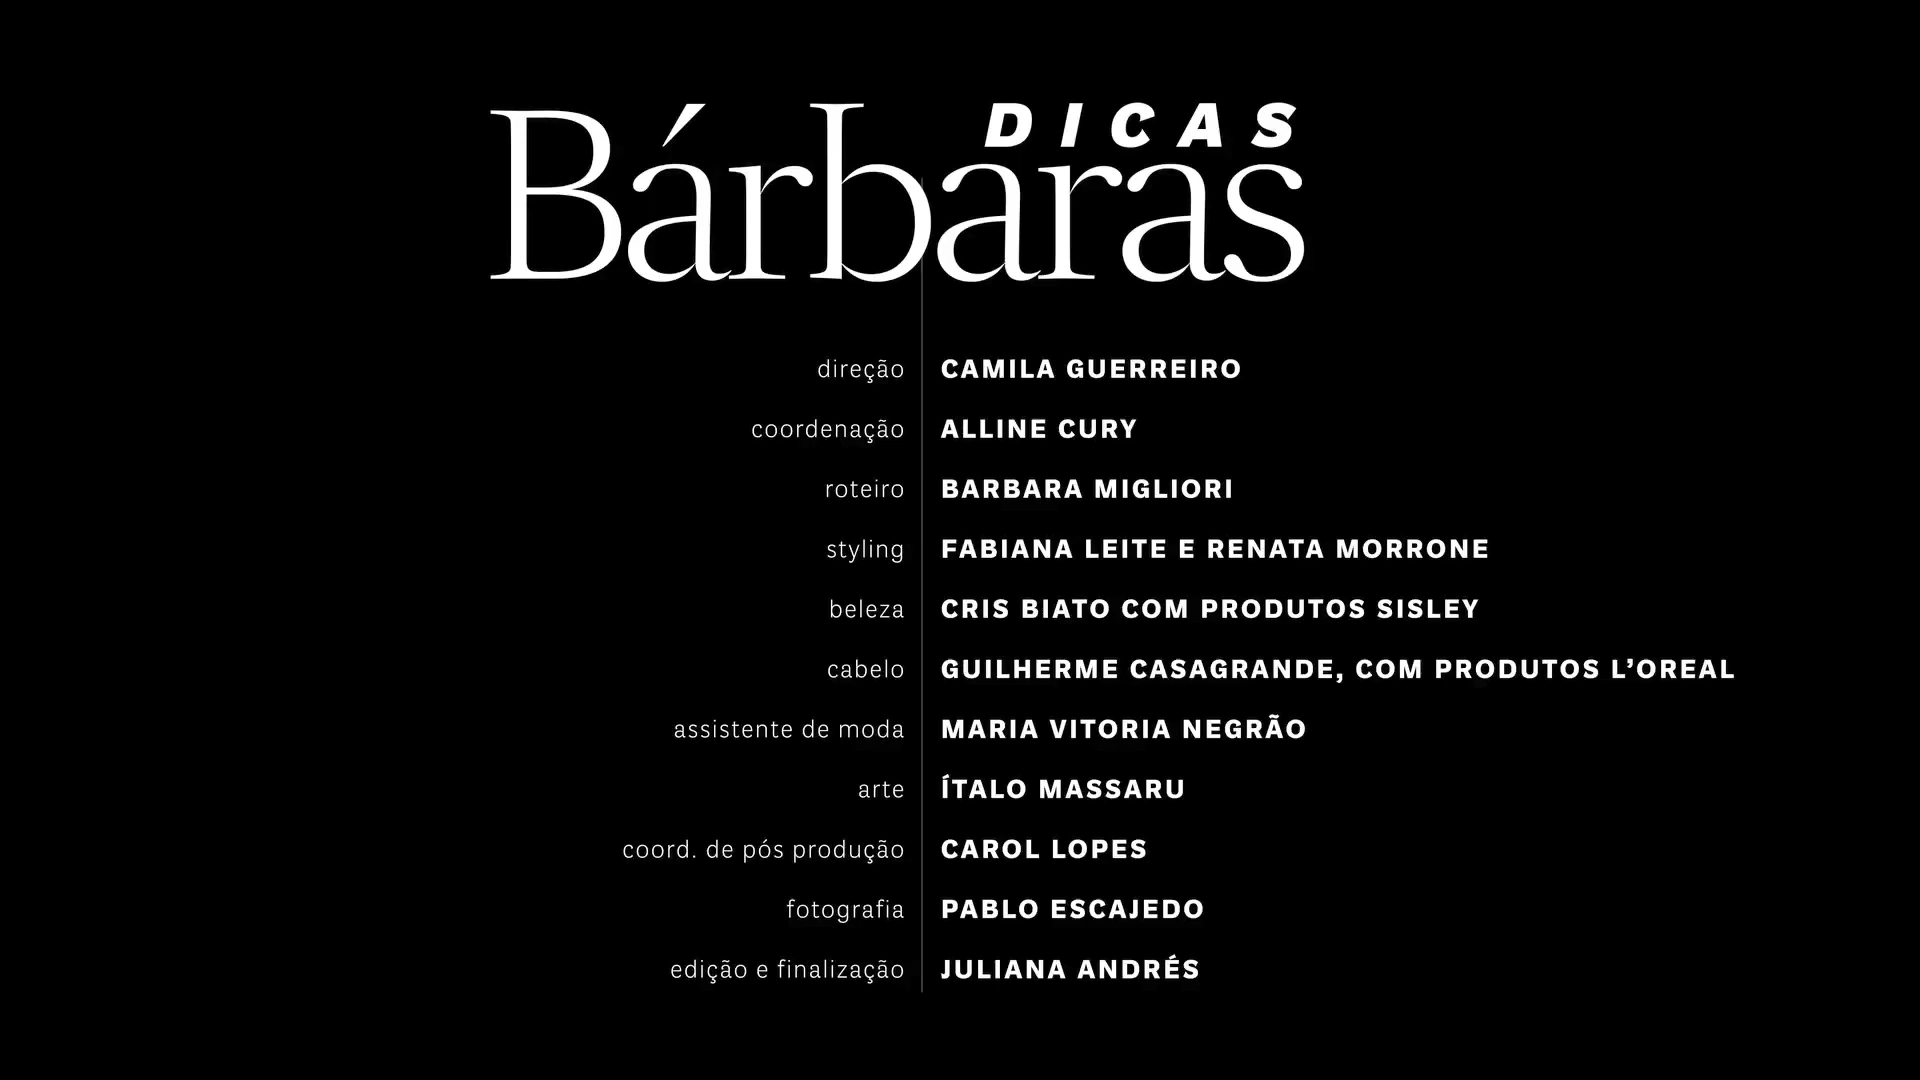 DICAS
Bárbaras
direção CAMILA GUERREIRO
coordenação ALLINE CURY
roteiro BARBARA MIGLIORI
styling FABIANA LEITE E RENATA MORRONE
beleza CRIS BIATO COM PRODUTOS SISLEY
cabelo GUILHERME CASAGRANDE, COM PRODUTOS L’OREAL
assistente de moda MARIA VITORIA NEGRÃO
arte ÍTALO MASSARU
coord. de pós produção CAROL LOPES
fotografia PABLO ESCAJEDO
edição e finalização JULIANA ANDRÉS